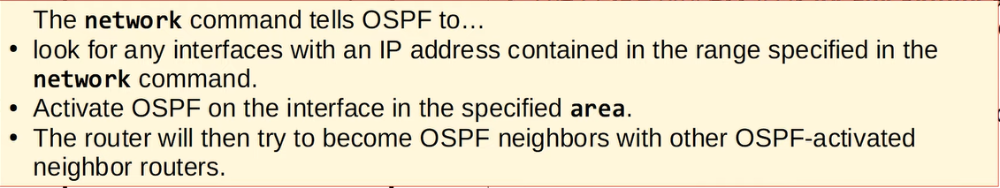 The network command tells OSPF to…
• look for any interfaces with an IP address contained in the range specified in the
network command.
• Activate OSPF on the interface in the specified area.
• The router will then try to become OSPF neighbors with other OSPF-activated
neighbor routers.